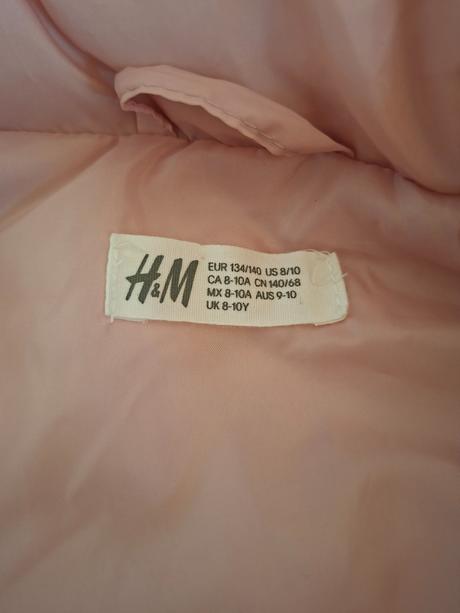 H&M
EUR 134/140 US 8/10
CA 8-10A CN 140/68
MX 8-10A AUS 9-10
UK 8-10Y